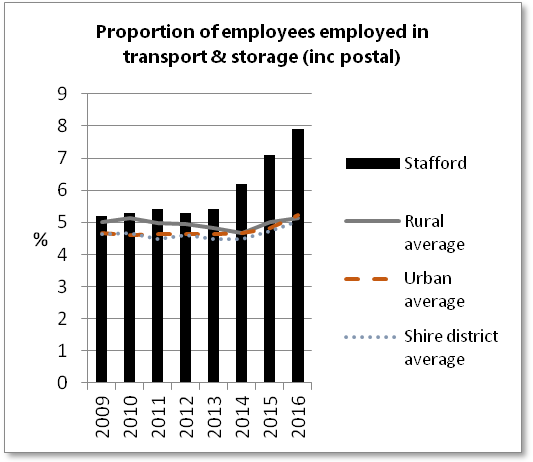 Proportion of employees employed in
transport & storage (inc postal)
9
8
7
6
5
4
3
2
1
0
%
2009
2010
2011
2012
2013
2014
2015
2016
Stafford
Rural
average
Urban
average
Shire district
average